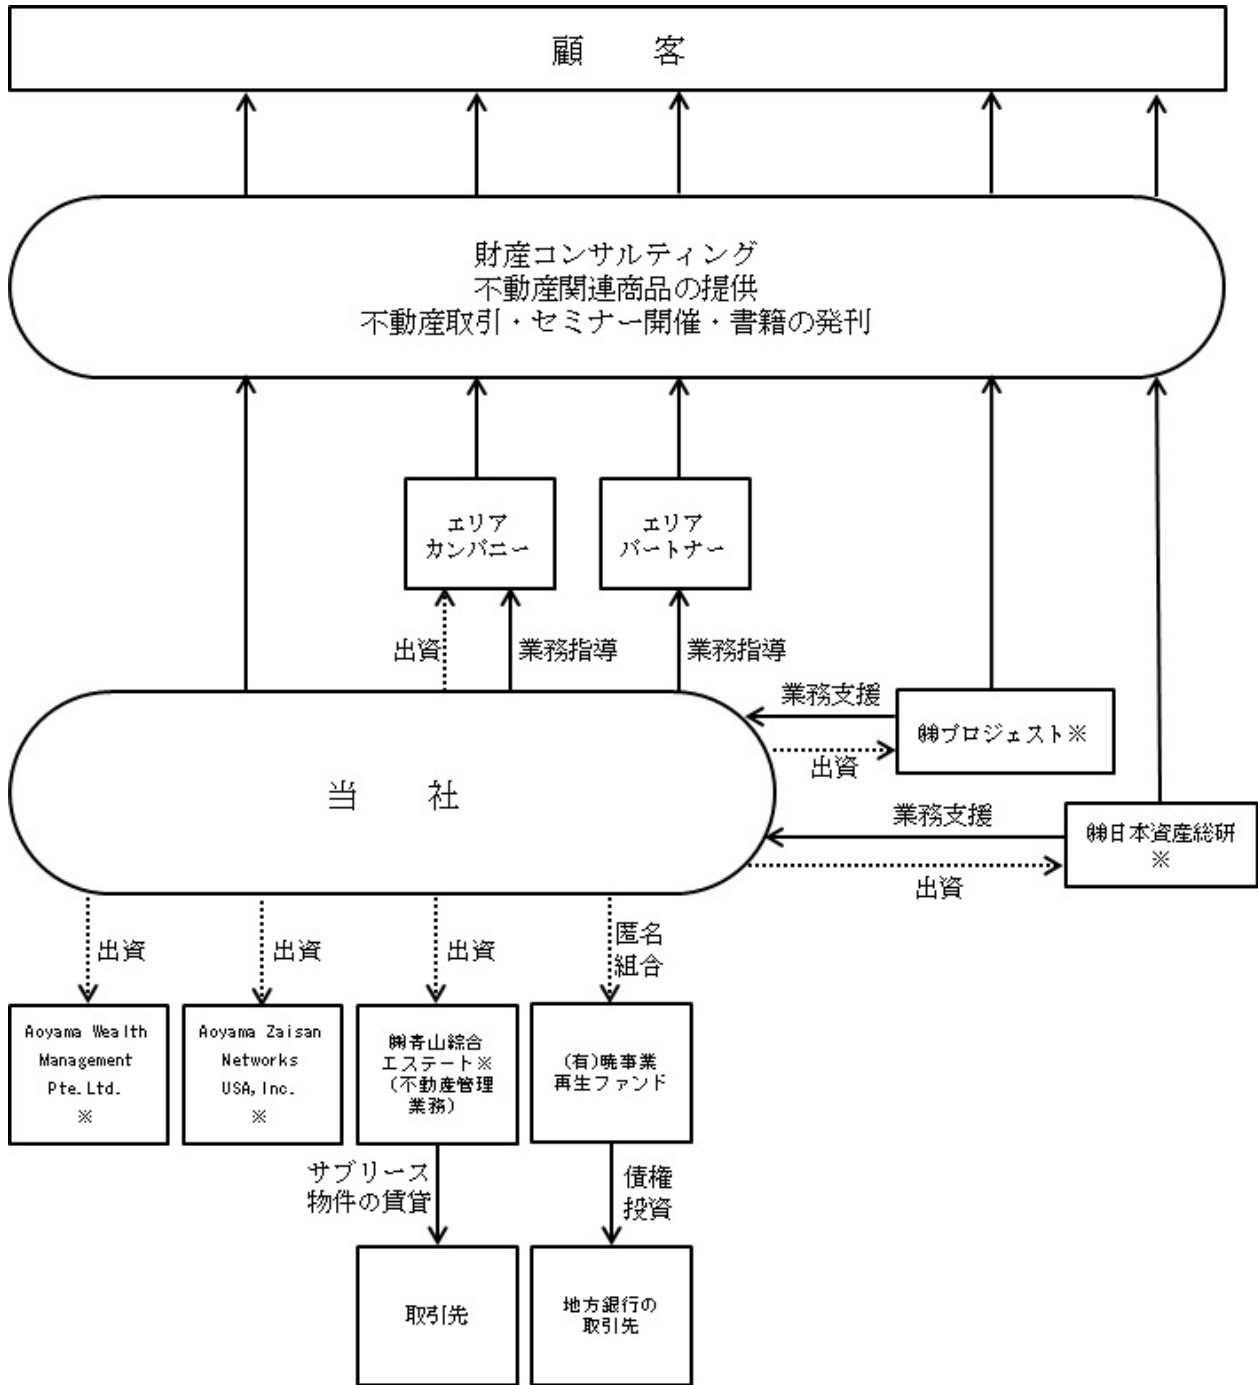 顧　　客
財産コンサルティング
不動産関連商品の提供
不動産取引・セミナー開催・書籍の発刊
エリア
カンパニー
エリア
パートナー
出資
業務指導
業務指導
業務支援
㈱プロジェスト※
出資
当　　社
業務支援
㈱日本資産総研
※
出資
出資
出資
出資
匿名
組合
Aoyama Wealth
Management
Pte.Ltd.
※
Aoyama Zaisan
Networks
USA,Inc.
※
㈱青山綜合
エステート※
(不動産管理
業務)
(有)暁事業
再生ファンド
サブリース
物件の賃貸
債権
投資
取引先
地方銀行の
取引先